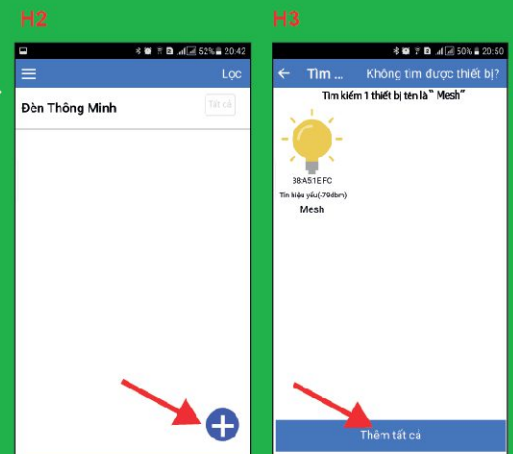 H2
52% 20:42
Lọc
Đèn Thông Minh
Tất cả
H3
50% 20:50
Tìm ... Không tìm được thiết bị?
Tìm kiếm 1 thiết bị tên là " Mesh"
38:A5:1E:FC
Tín hiệu yếu(-79dbm)
Mesh
Thêm tất cả